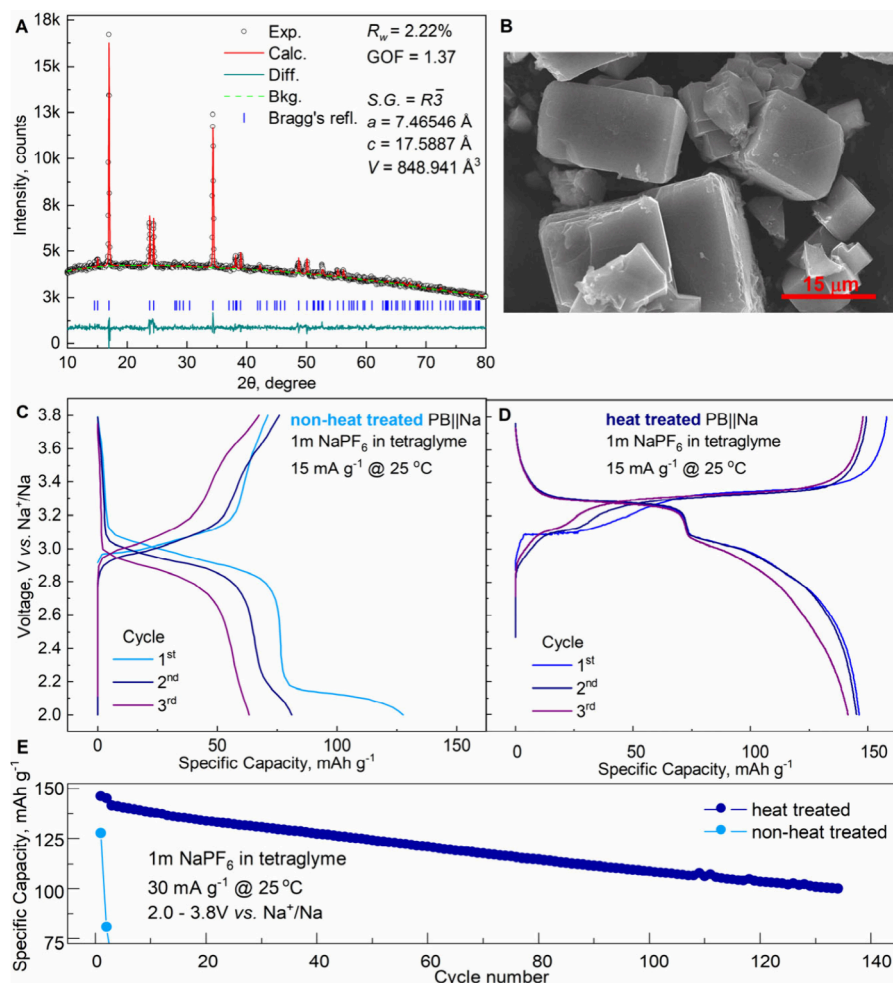 A
18k
15k
13k
10k
8k
5k
3k
0
Intensity, counts
Exp.
Calc.
Diff.
Bkg.
Bragg's refl.
R_w = 2.22%
GOF = 1.37
S.G. = R3̅
a = 7.46546 Å
c = 17.5887 Å
V = 848.941 Å³
10 20 30 40 50 60 70 80
2θ, degree
B
15 μm
C
3.8
3.6
3.4
3.2
3.0
2.8
2.6
2.4
2.2
2.0
Voltage, V vs. Na⁺/Na
non-heat treated PB||Na
1m NaPF₆ in tetraglyme
15 mA g⁻¹ @ 25 °C
Cycle
1st
2nd
3rd
0 50 100 150
Specific Capacity, mAh g⁻¹
D
heat treated PB||Na
1m NaPF₆ in tetraglyme
15 mA g⁻¹ @ 25 °C
Cycle
1st
2nd
3rd
0 50 100 150
Specific Capacity, mAh g⁻¹
E
150
125
100
75
Specific Capacity, mAh g⁻¹
heat treated
non-heat treated
1m NaPF₆ in tetraglyme
30 mA g⁻¹ @ 25 °C
2.0 - 3.8V vs. Na⁺/Na
0 20 40 60 80 100 120 140
Cycle number